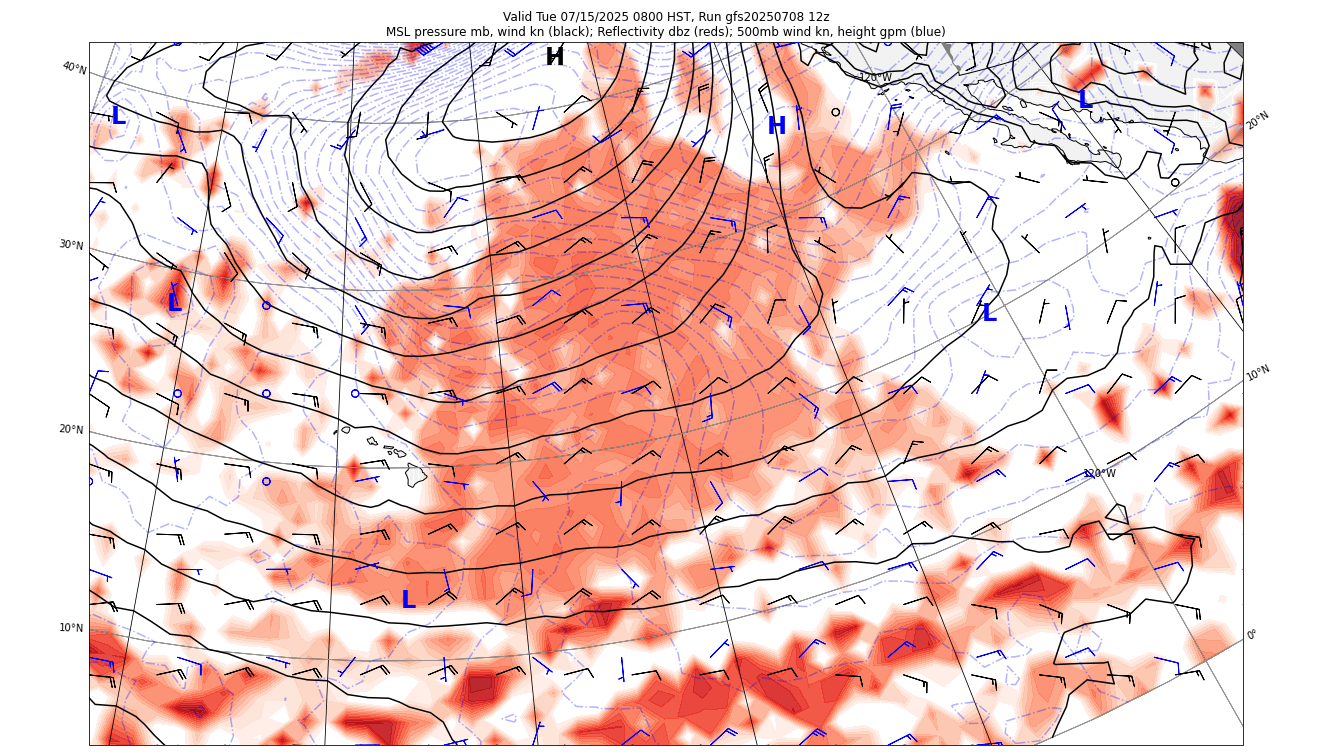 Valid Tue 07/15/2025 0800 HST, Run gfs20250708 12z
MSL pressure mb, wind kn (black); Reflectivity dbz (reds); 500mb wind kn, height gpm (blue)
H
40°N
120°W
L
L
H
20°N
30°N
L
L
10°N
20°N
120°W
L
10°N
0°